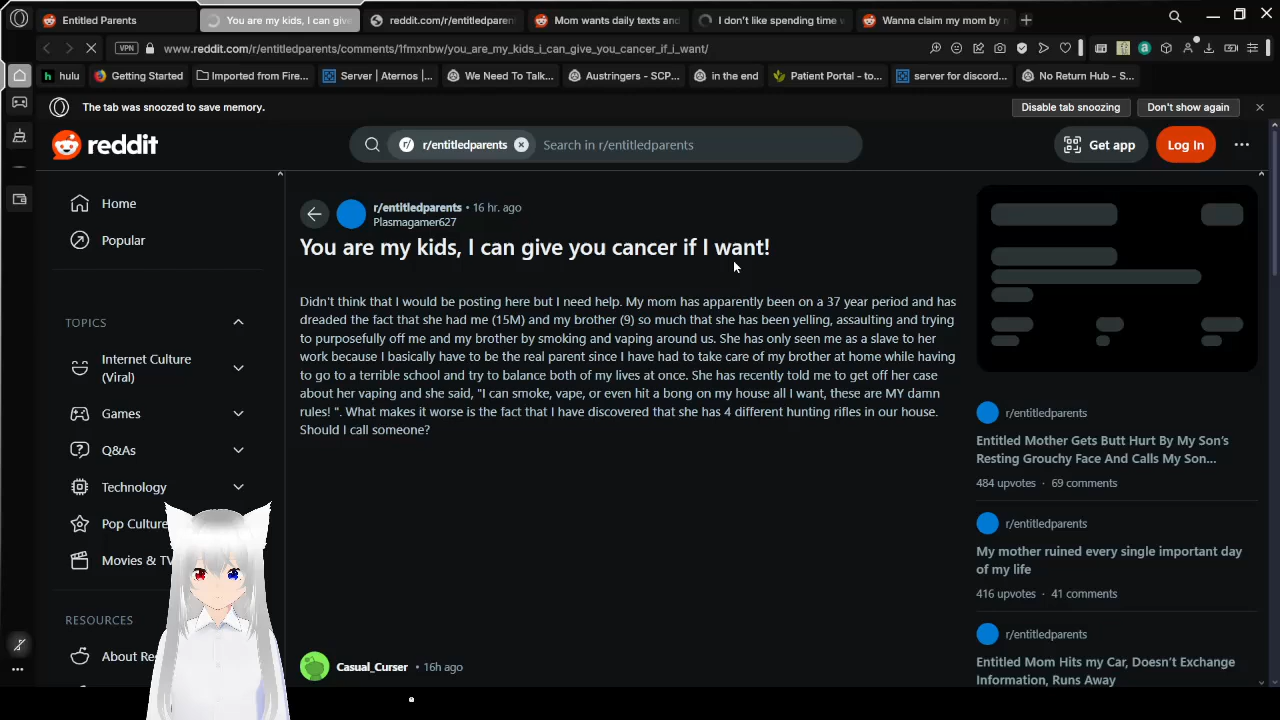 Entitled Parents
You are my kids, I can giv
reddit.com/r/entitledparen
Mom wants daily texts and
I don't like spending time w
Wanna claim my mom by n
VPN
www.reddit.com/r/entitledparents/comments/1fmxnbw/you_are_my_kids_i_can_give_you_cancer_if_i_want/
hulu
Getting Started
Imported from Fire...
Server | Aternos |...
We Need To Talk...
Austringers - SCP...
in the end
Patient Portal - to...
server for discord...
No Return Hub - S...
The tab was snoozed to save memory.
Disable tab snoozing
Don't show again
reddit
r/entitledparents
Search in r/entitledparents
Get app
Log In
Home
Popular
TOPICS
Internet Culture
(Viral)
Games
Q&As
Technology
Pop Culture
Movies & TV
RESOURCES
About Re
r/entitledparents • 16 hr. ago
Plasmagamer627
You are my kids, I can give you cancer if I want!
Didn't think that I would be posting here but I need help. My mom has apparently been on a 37 year period and has
dreaded the fact that she had me (15M) and my brother (9) so much that she has been yelling, assaulting and trying
to purposefully off me and my brother by smoking and vaping around us. She has only seen me as a slave to her
work because I basically have to be the real parent since I have had to take care of my brother at home while having
to go to a terrible school and try to balance both of my lives at once. She has recently told me to get off her case
about her vaping and she said, "I can smoke, vape, or even hit a bong on my house all I want, these are MY damn
rules! ". What makes it worse is the fact that I have discovered that she has 4 different hunting rifles in our house.
Should I call someone?
Casual_Curser • 16h ago
r/entitledparents
Entitled Mother Gets Butt Hurt By My Son's
Resting Grouchy Face And Calls My Son...
484 upvotes · 69 comments
r/entitledparents
My mother ruined every single important day
of my life
416 upvotes · 41 comments
r/entitledparents
Entitled Mom Hits my Car, Doesn't Exchange
Information, Runs Away